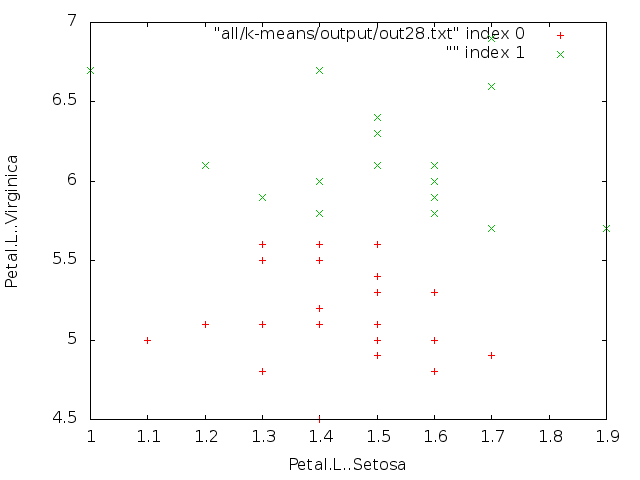 "all/k-means/output/out28.txt" index 0
"" index 1
7
6.5
6
5.5
5
4.5
Petal.L..Virginica
1 1.1 1.2 1.3 1.4 1.5 1.6 1.7 1.8 1.9
Petal.L..Setosa